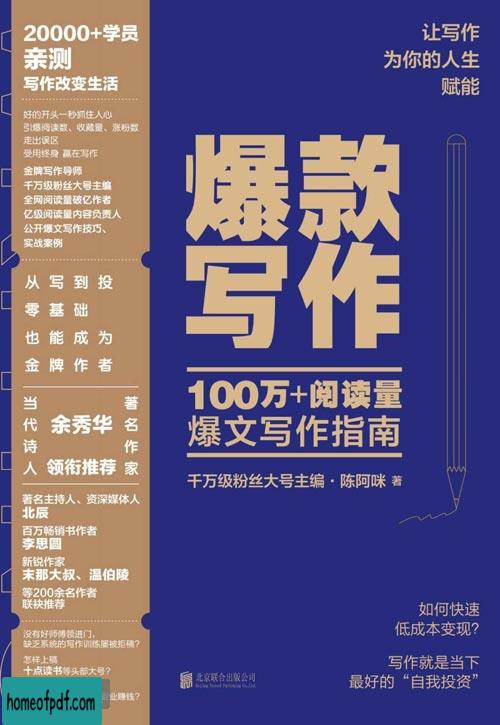 20000+学员
亲测
写作改变生活
好的开头一秒抓住人心
引爆阅读数、收藏量、涨粉数
走出误区
受用终身 赢在写作
金牌写作导师
千万级粉丝大号主编
全网阅读量破亿作者
亿级阅读量内容负责人
公开爆文写作技巧、
实战案例
从写到投
零基础
也能成为
金牌作者
当代诗人
余秀华
领衔推荐
著名作家
著名主持人、资深媒体人
北辰
百万畅销书作者
李思圆
新锐作家
末那大叔、温伯陵
等200余名作者
联袂推荐
没有好师傅领进门,
缺乏系统的写作训练屡被拒稿?
怎样上稿
十点读书等头部大号?
业赚钱?
让写作
为你的人生
赋能
爆款
写作
100万+阅读量
爆文写作指南
千万级粉丝大号主编·陈阿咪 著
如何快速
低成本变现?
写作就是当下
最好的“自我投资”
北京联合出版公司
Beijing United Publishing Co.,Ltd.
homeofpdf.com